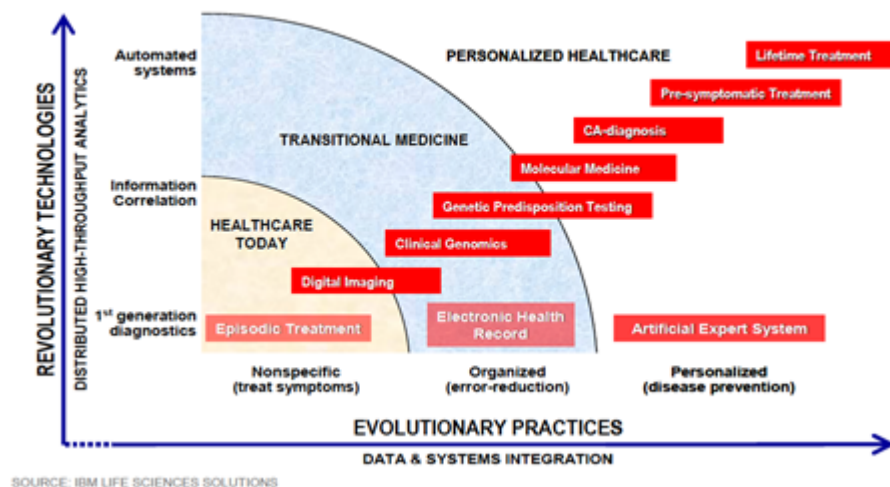 REVOLUTIONARY TECHNOLOGIES
DISTRIBUTED HIGH-THROUGHPUT ANALYTICS
Automated
systems
PERSONALIZED HEALTHCARE
Lifetime Treatment
Pre-symptomatic Treatment
CA-diagnosis
TRANSITIONAL MEDICINE
Molecular Medicine
Information
Correlation
Genetic Predisposition Testing
HEALTHCARE
TODAY
Clinical Genomics
Digital Imaging
1st generation
diagnostics
Episodic Treatment
Electronic Health
Record
Artificial Expert System
Nonspecific
(treat symptoms)
Organized
(error-reduction)
Personalized
(disease prevention)
EVOLUTIONARY PRACTICES
DATA & SYSTEMS INTEGRATION
SOURCE: IBM LIFE SCIENCES SOLUTIONS